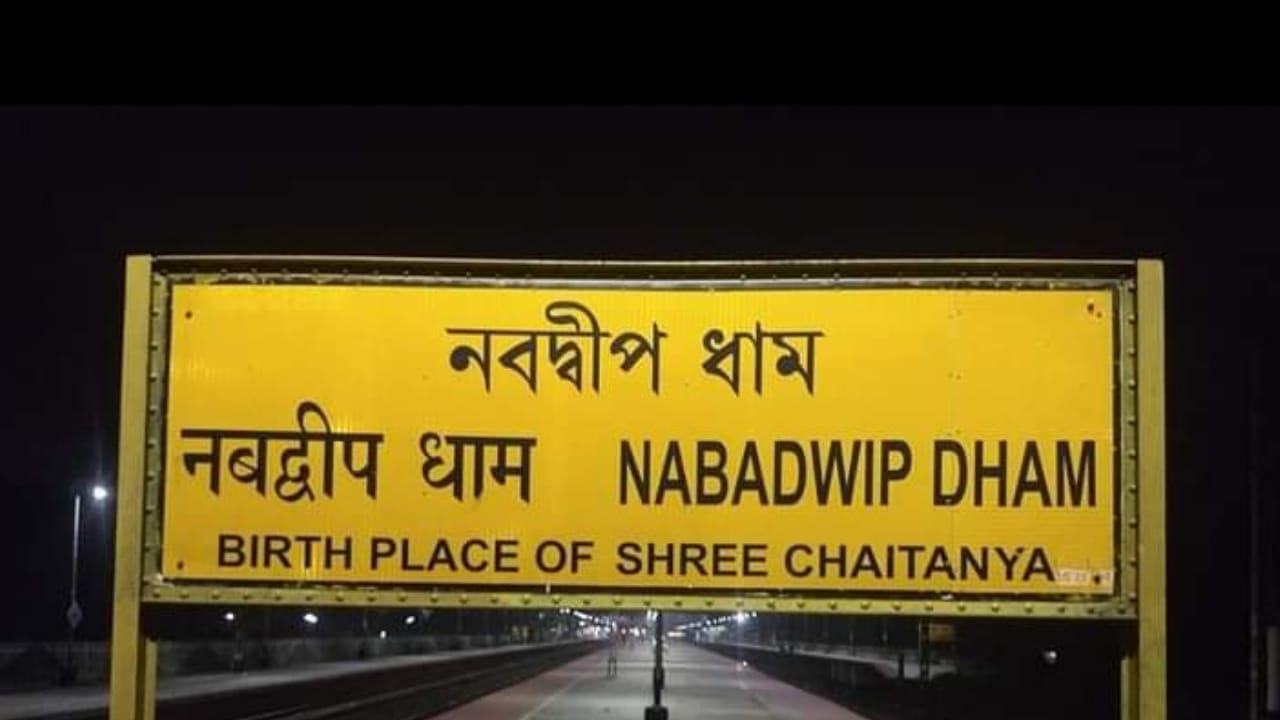 নবদ্বীপ ধাম
नबद्वीप धाम NABADWIP DHAM
BIRTH PLACE OF SHREE CHAITANYA